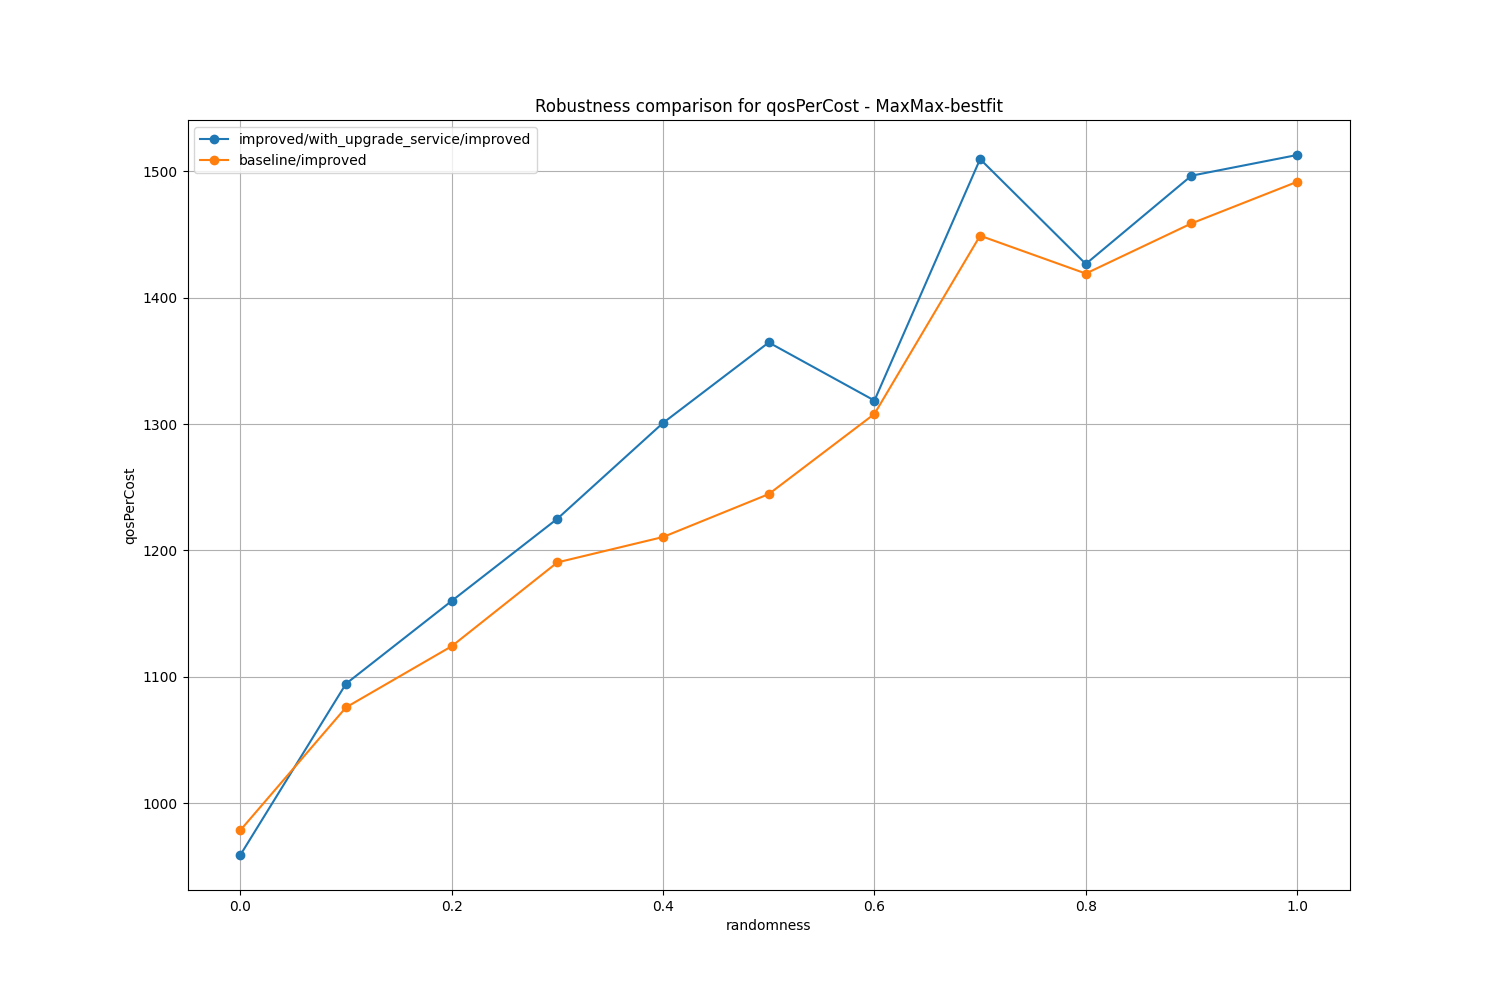 Robustness comparison for qosPerCost - MaxMax-bestfit
improved/with_upgrade_service/improved
baseline/improved
1500
1400
1300
1200
1100
1000
qosPerCost
0.0 0.2 0.4 0.6 0.8 1.0
randomness